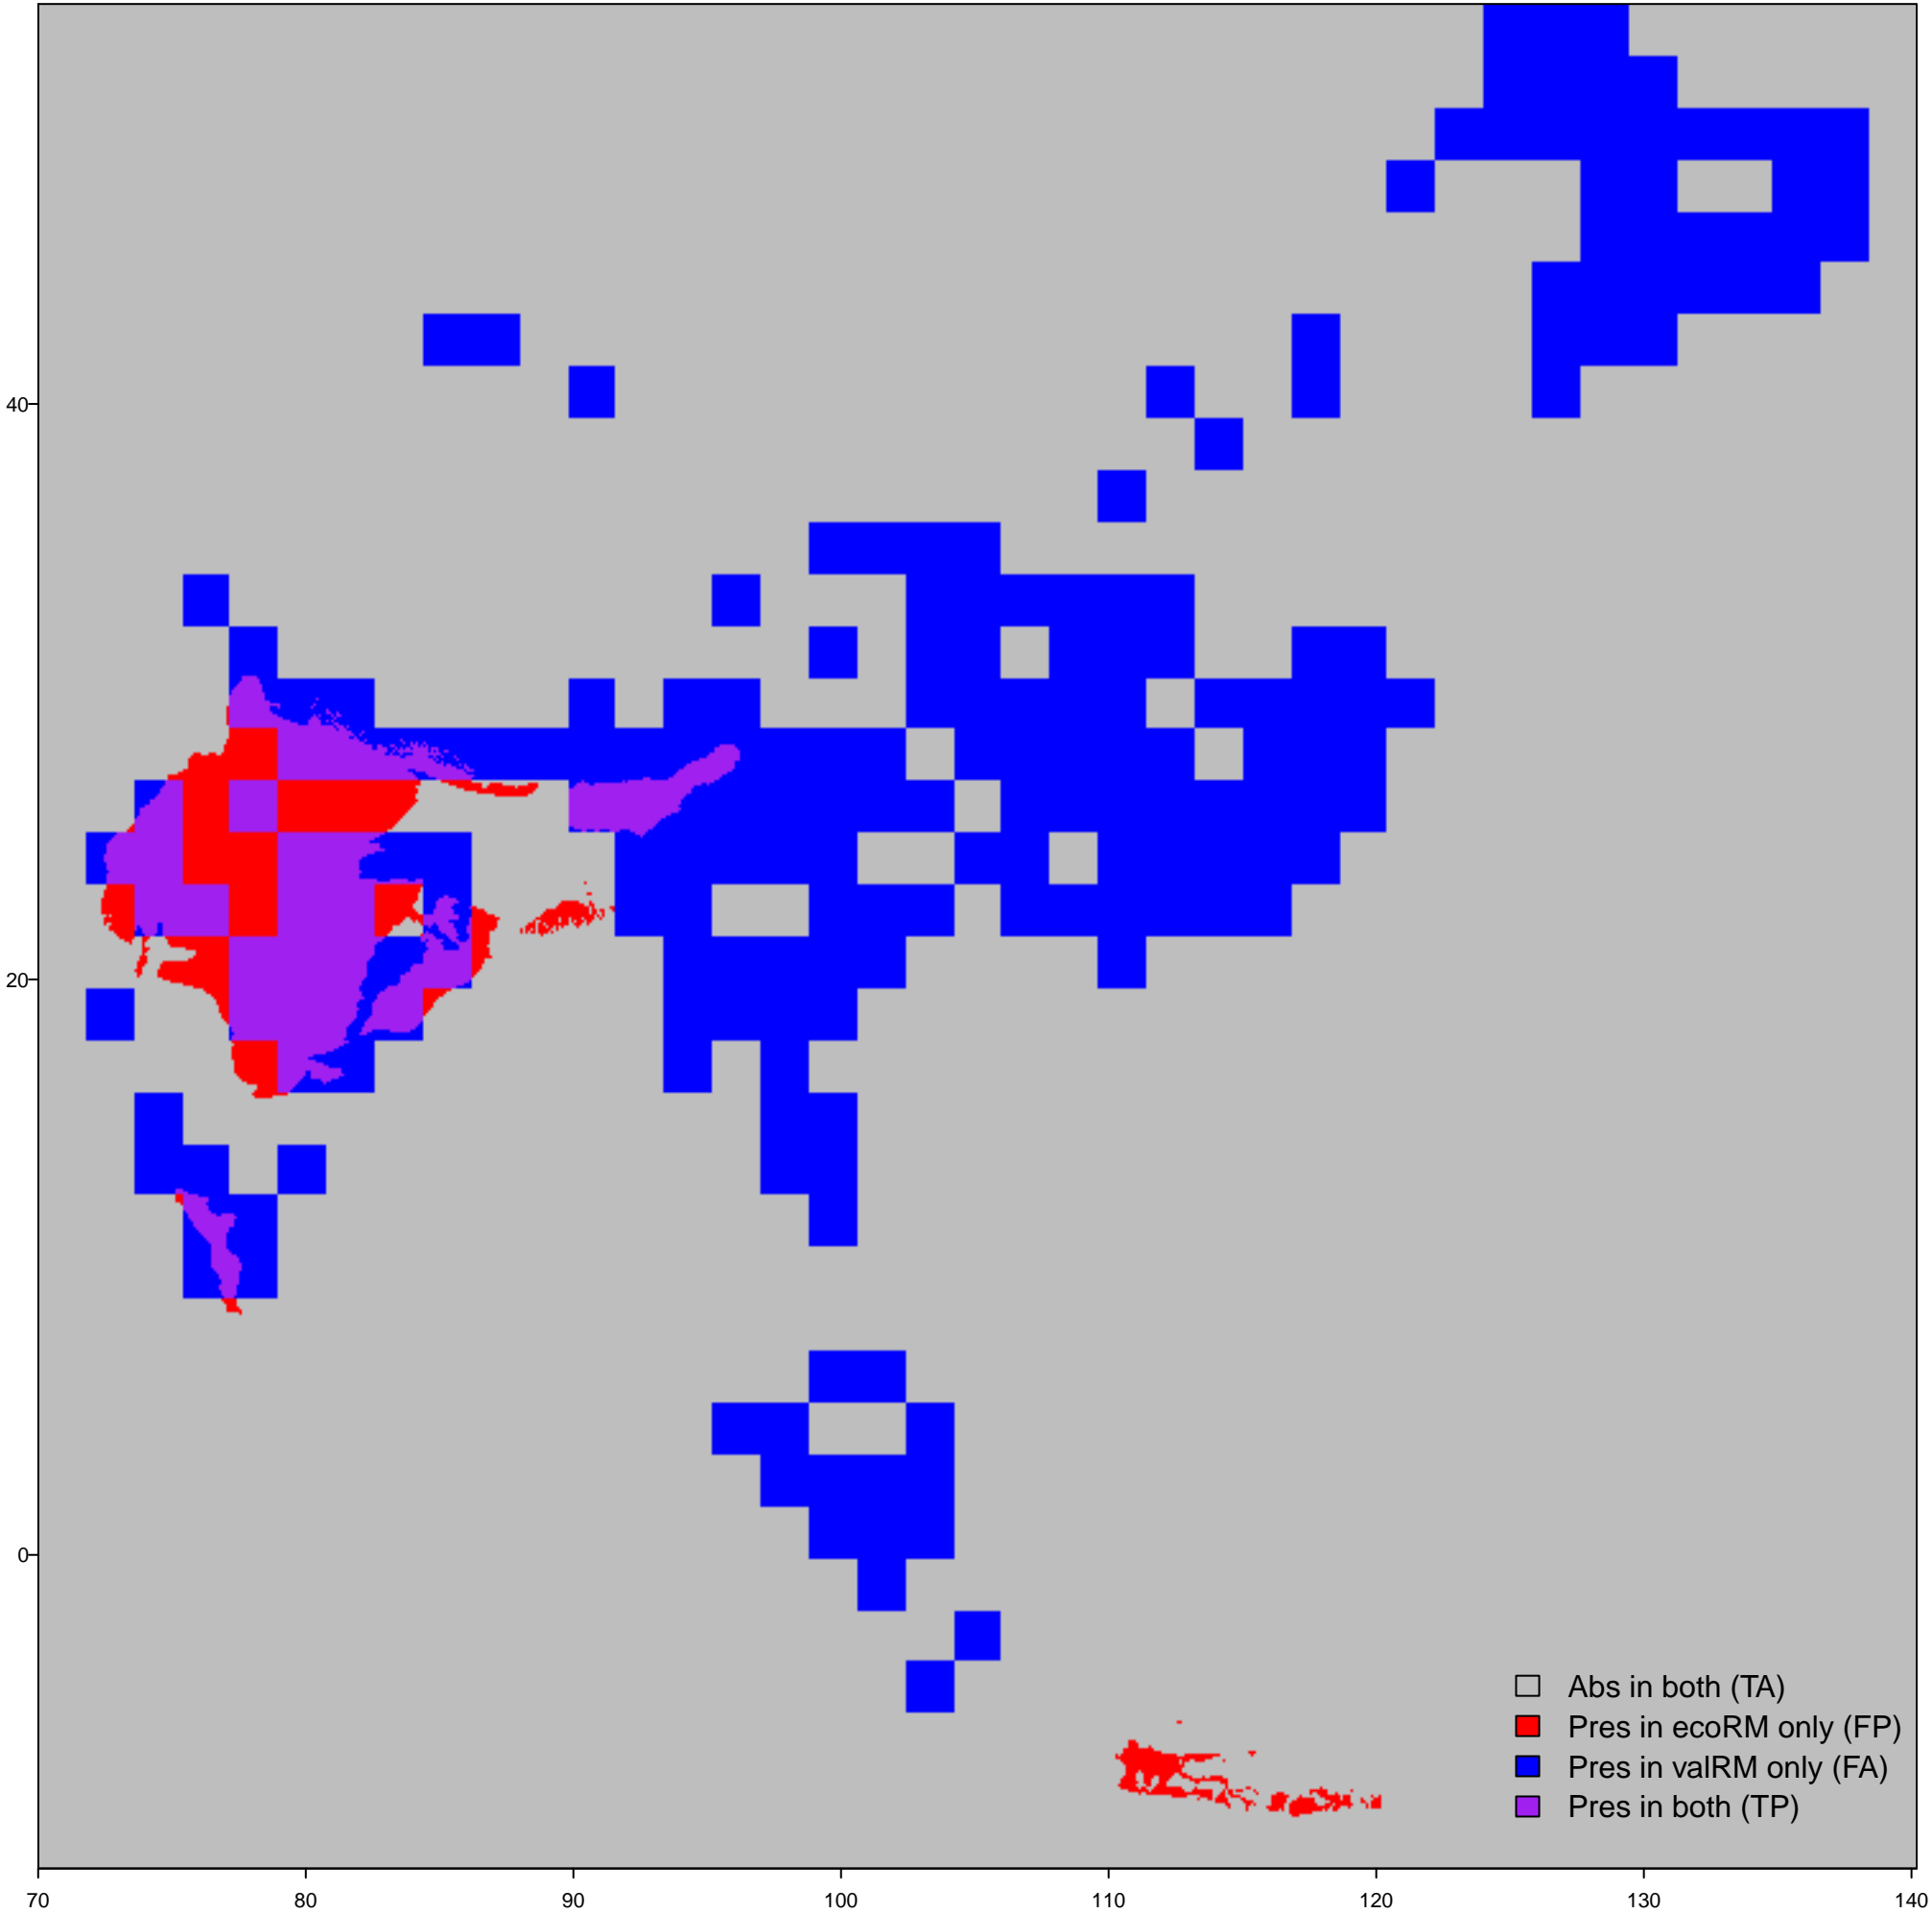 40
20
0
Abs in both (TA)
Pres in ecoRM only (FP)
Pres in valRM only (FA)
Pres in both (TP)
70 80 90 100 110 120 130 140